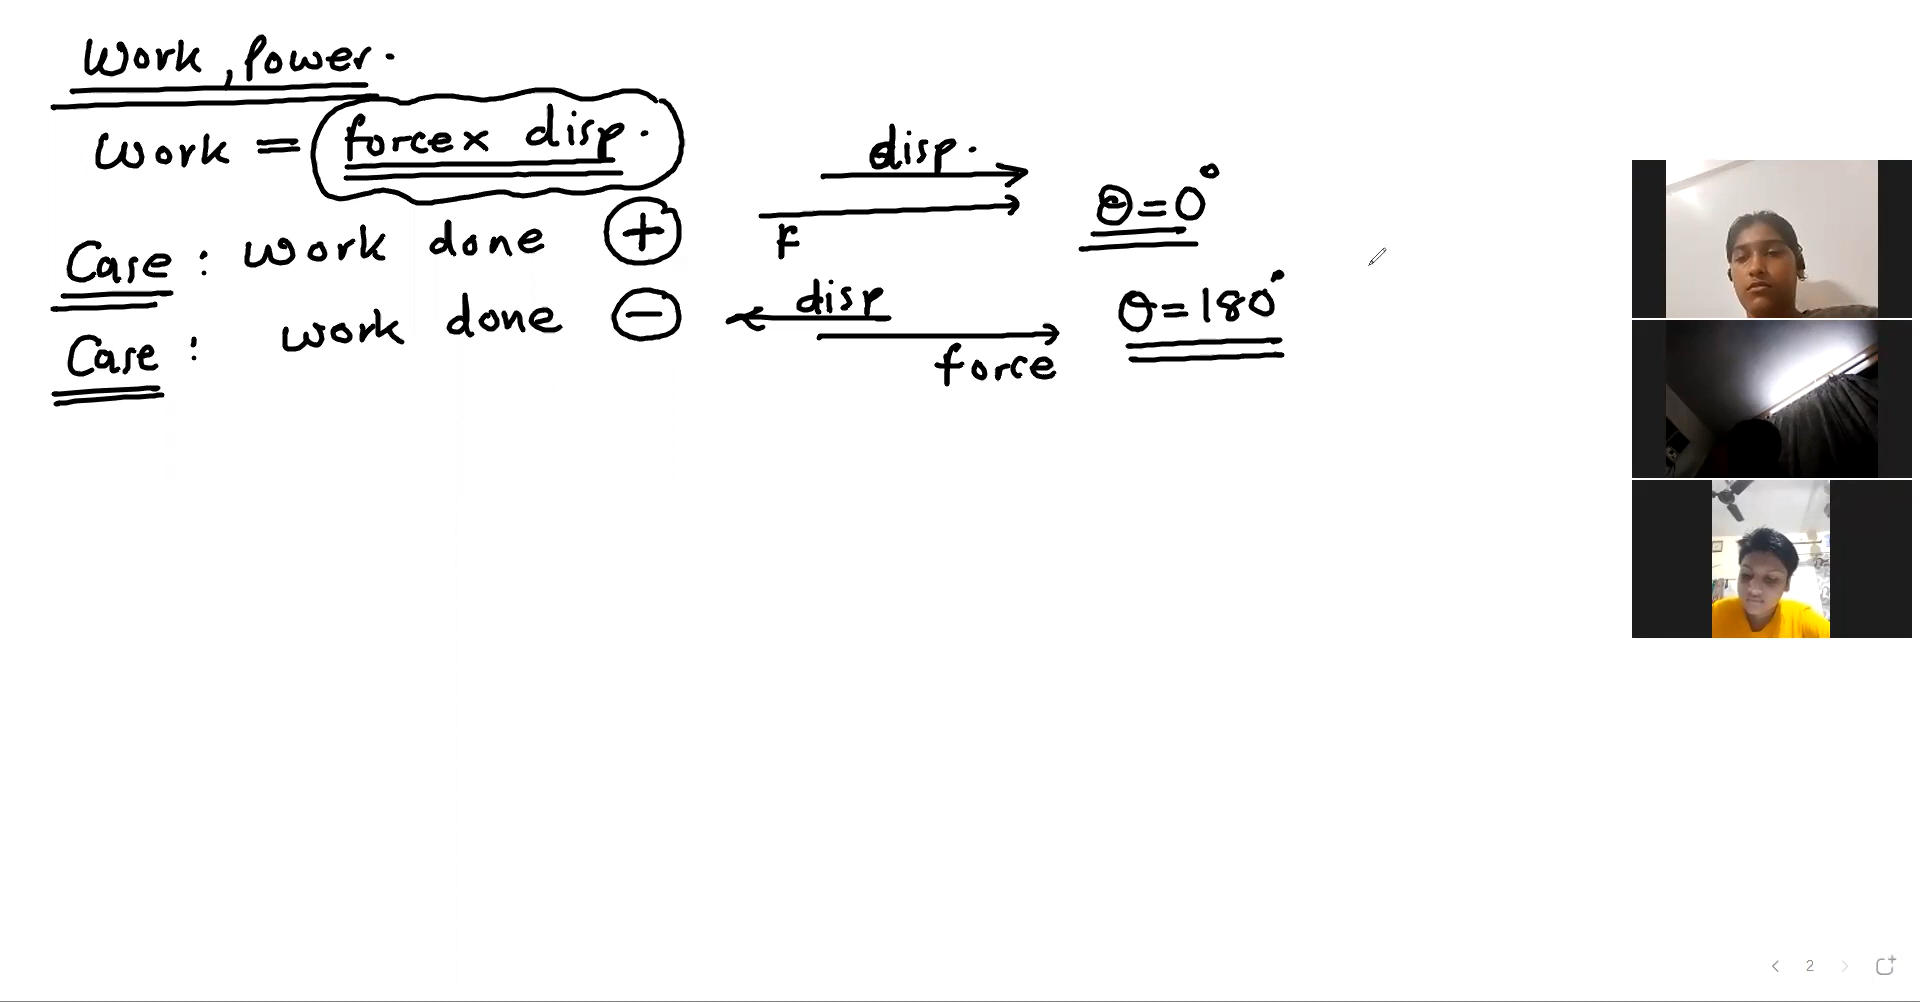 Work, Power.
Work = force x disp.
disp.
F
θ = 0°
Case : work done +
Case : work done -
disp
force
θ = 180°
2